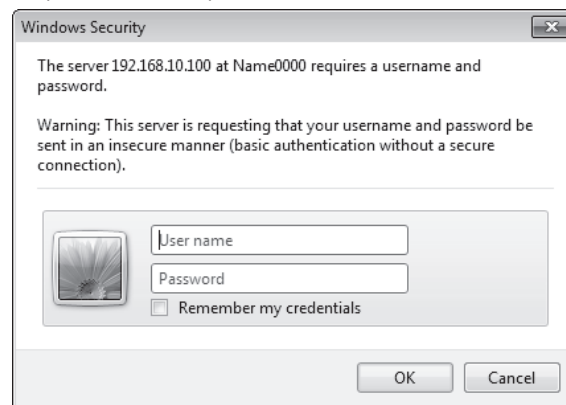 Windows Security
The server 192.168.10.100 at Name0000 requires a username and
password.
Warning: This server is requesting that your username and password be
sent in an insecure manner (basic authentication without a secure
connection).
User name
Password
Remember my credentials
OK
Cancel